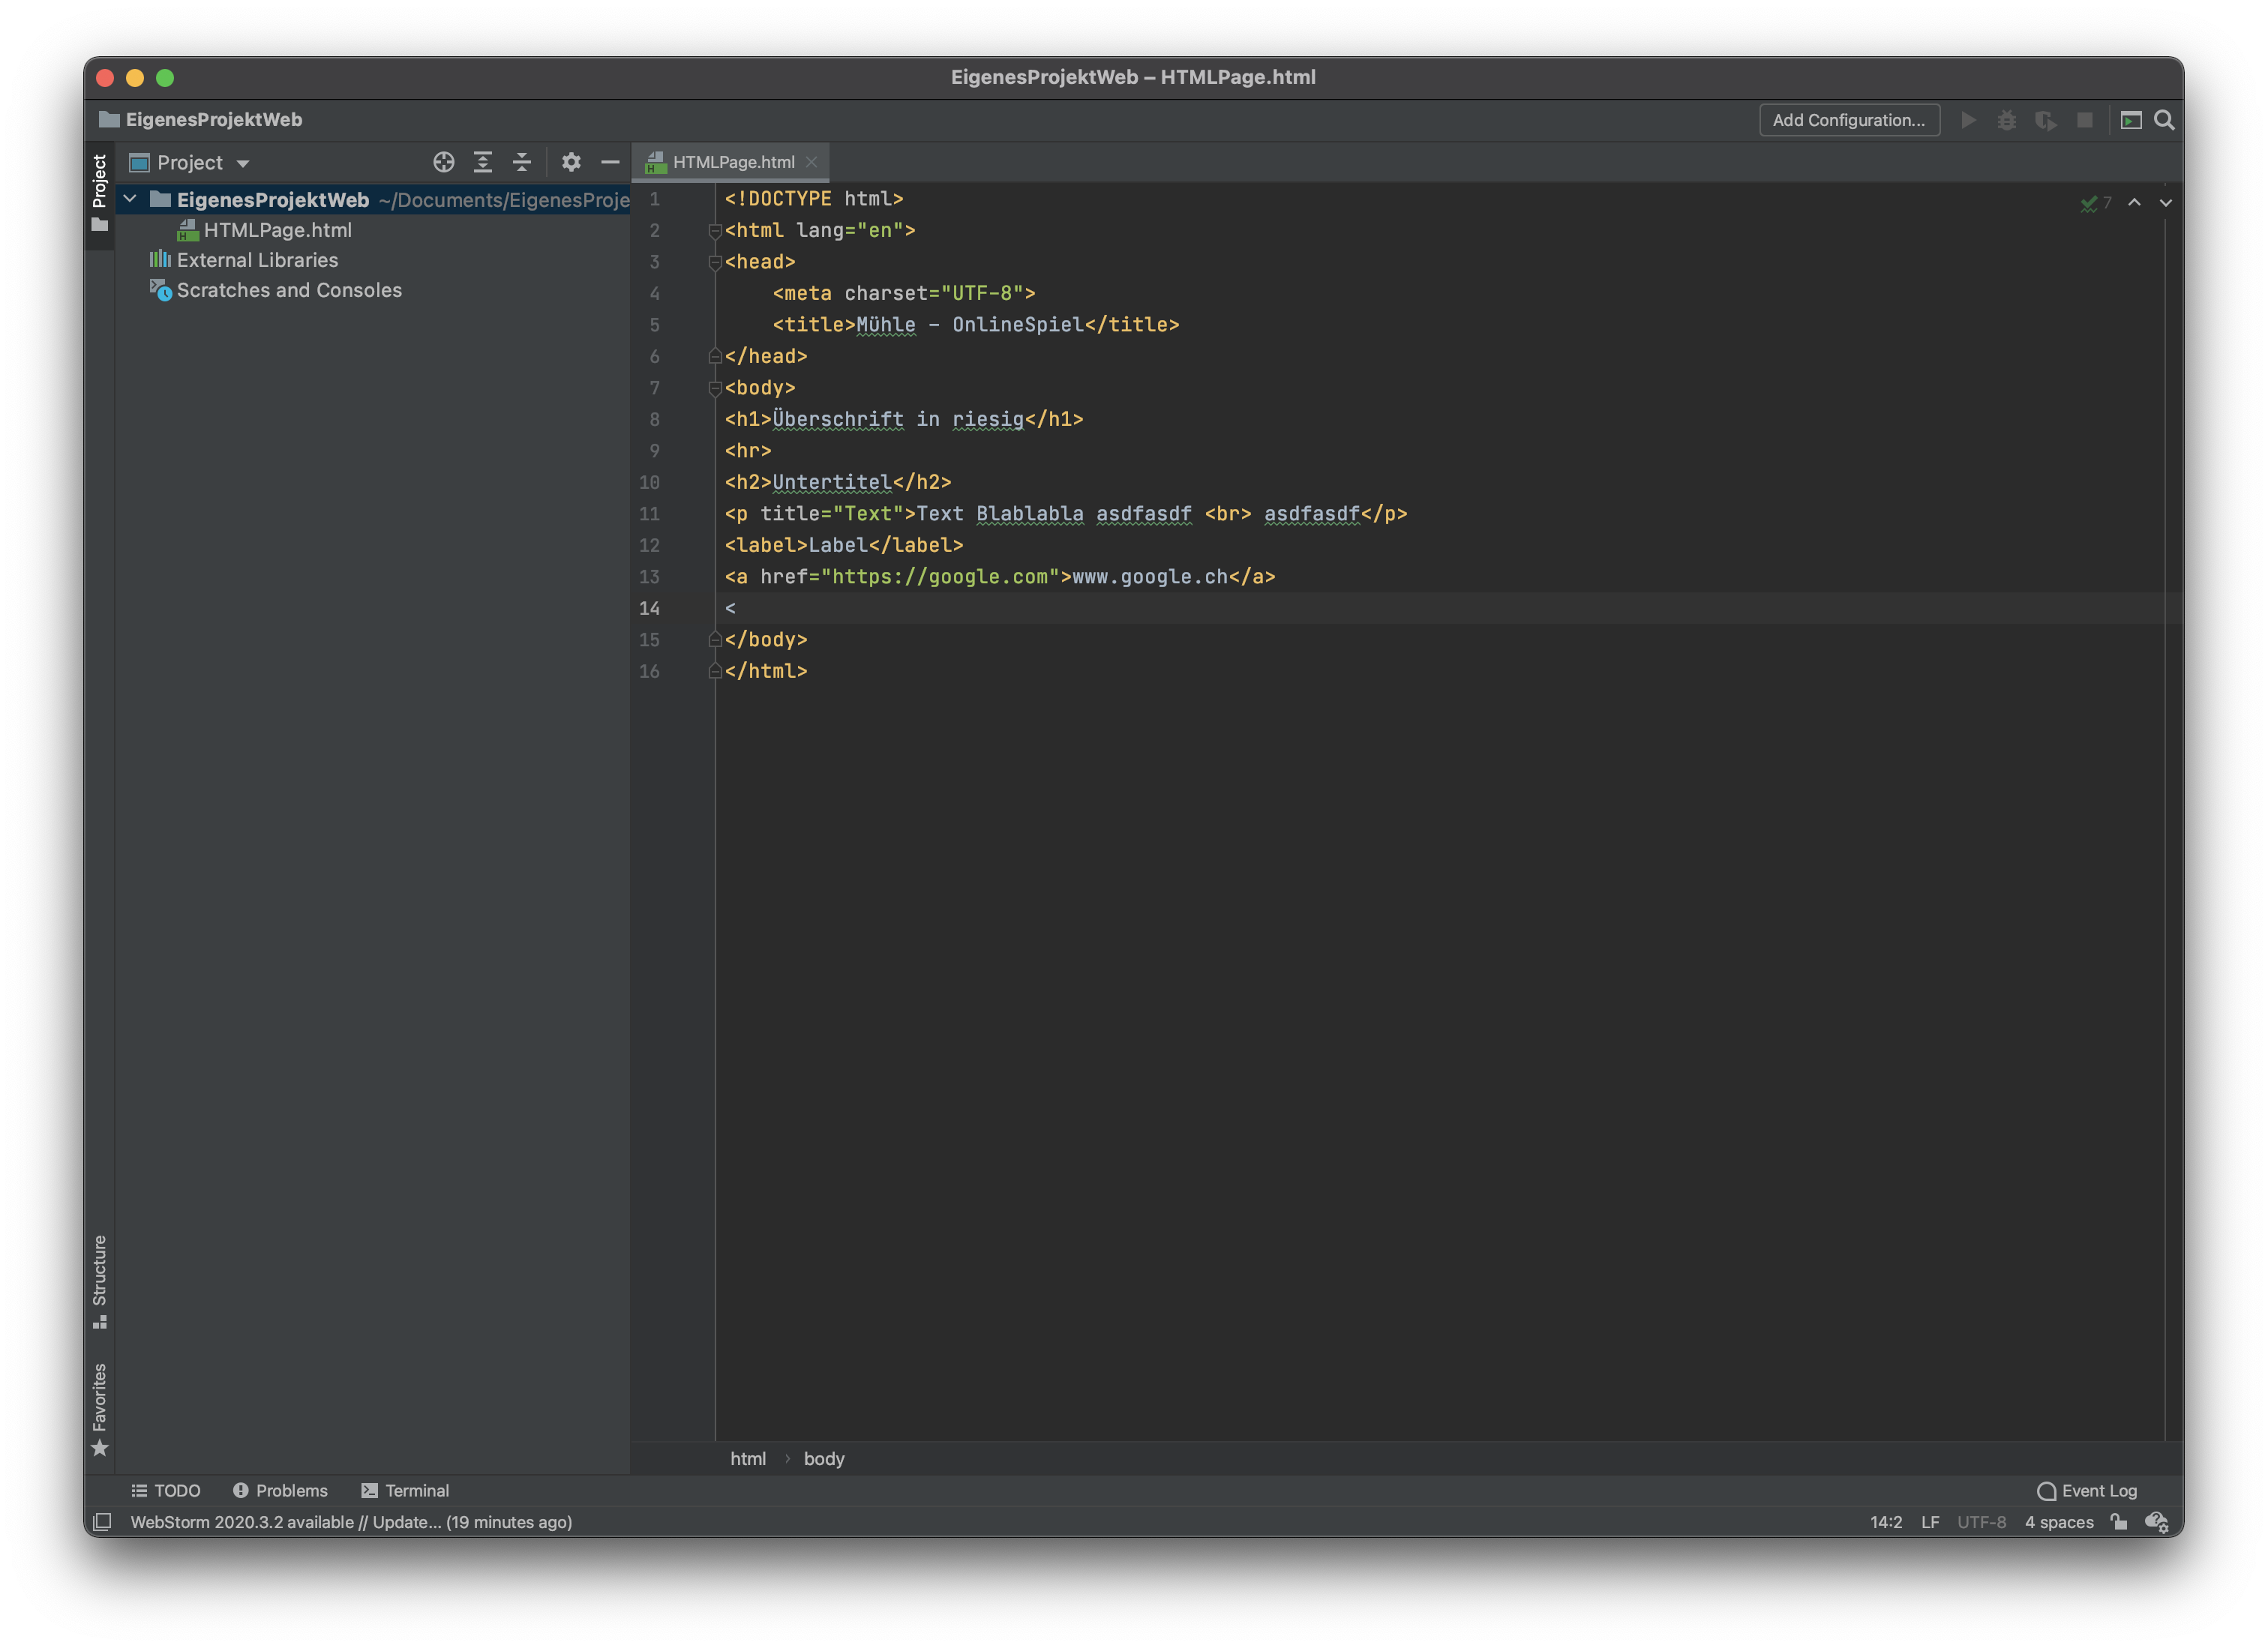 EigenesProjektWeb – HTMLPage.html
EigenesProjektWeb
Add Configuration...
Project
Project
HTMLPage.html
EigenesProjektWeb ~/Documents/EigenesProje
HTMLPage.html
External Libraries
Scratches and Consoles
7
1 <!DOCTYPE html>
2 <html lang="en">
3 <head>
4     <meta charset="UTF-8">
5     <title>Mühle - OnlineSpiel</title>
6 </head>
7 <body>
8 <h1>Überschrift in riesig</h1>
9 <hr>
10 <h2>Untertitel</h2>
11 <p title="Text">Text Blablabla asdfasdf <br> asdfasdf</p>
12 <label>Label</label>
13 <a href="https://google.com">www.google.ch</a>
14 <
15 </body>
16 </html>
Structure
Favorites
html › body
TODO Problems Terminal Event Log
WebStorm 2020.3.2 available // Update... (19 minutes ago) 14:2 LF UTF-8 4 spaces